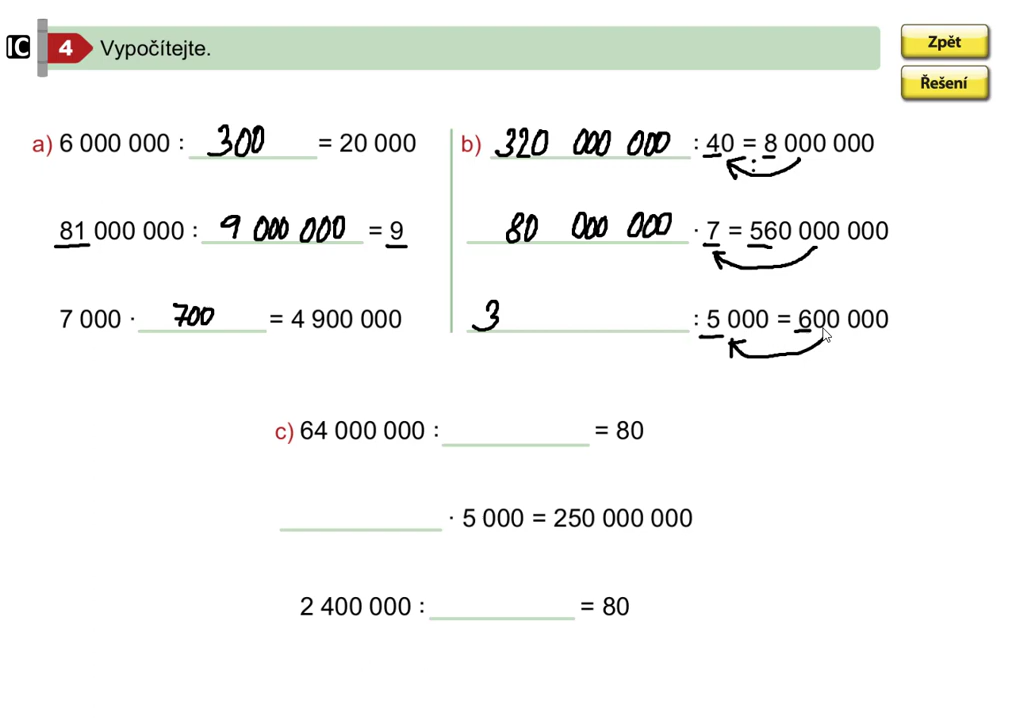 IC 4 Vypočítejte.
Zpět
Řešení
a) 6 000 000 : 300 = 20 000
81 000 000 : 9 000 000 = 9
7 000 · 700 = 4 900 000
b) 320 000 000 : 40 = 8 000 000
80 000 000 · 7 = 560 000 000
3 : 5 000 = 600 000
c) 64 000 000 : = 80
· 5 000 = 250 000 000
2 400 000 : = 80